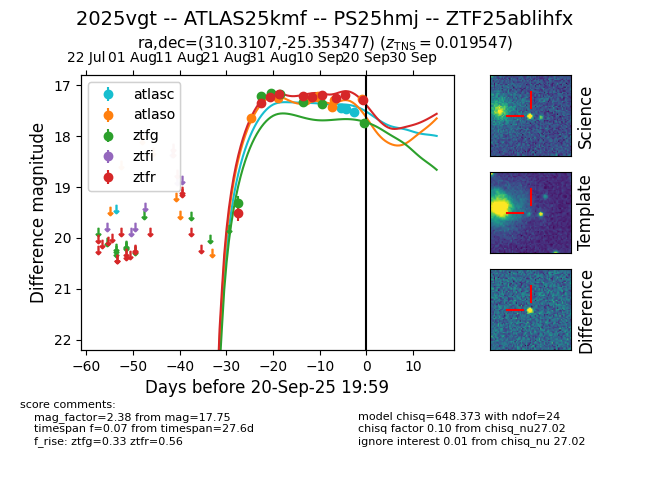 2025vgt -- ATLAS25kmf -- PS25hmj -- ZTF25ablihfx
ra,dec=(310.3107,-25.353477) (z_TNS = 0.019547)
22 Jul 01 Aug 11 Aug 21 Aug 31 Aug 10 Sep 20 Sep 30 Sep
17
18
19
20
21
22
Difference magnitude
atlasc
atlaso
ztfg
ztfi
ztfr
−60 −50 −40 −30 −20 −10 0 10
Days before 20-Sep-25 19:59
Science
Template
Difference
score comments:
mag_factor=2.38 from mag=17.75
timespan f=0.07 from timespan=27.6d
f_rise: ztfg=0.33 ztfr=0.56
model chisq=648.373 with ndof=24
chisq factor 0.10 from chisq_nu27.02
ignore interest 0.01 from chisq_nu 27.02